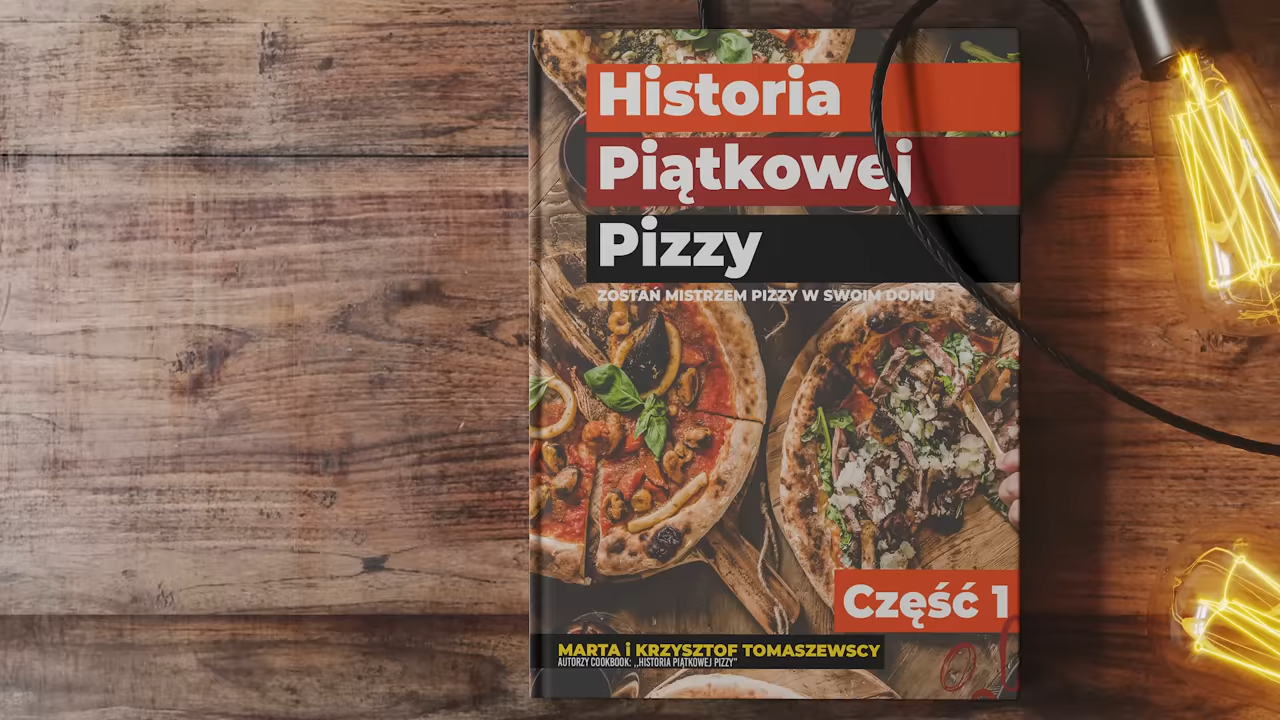 Historia
Piątkowej
Pizzy
ZOSTAŃ MISTRZEM PIZZY W SWOIM DOMU
Część 1
MARTA i KRZYSZTOF TOMASZEWSCY
AUTORZY COOKBOOK: ,,HISTORIA PIĄTKOWEJ PIZZY"